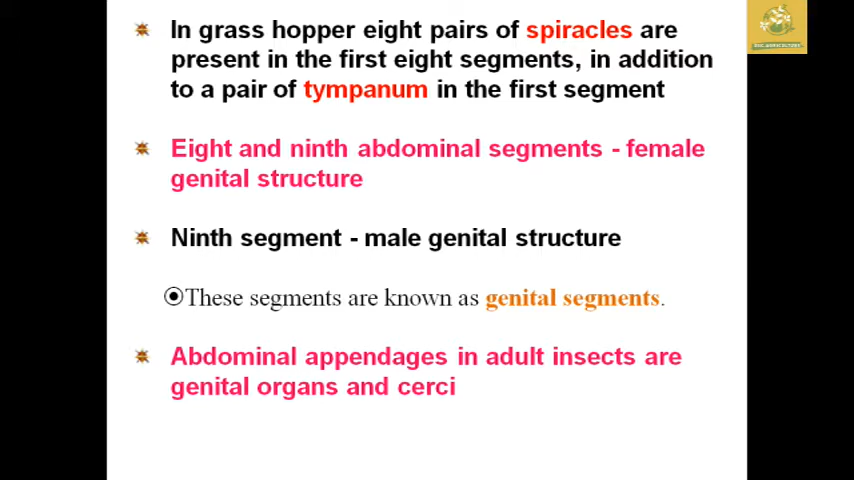 In grass hopper eight pairs of spiracles are
present in the first eight segments, in addition
to a pair of tympanum in the first segment
Eight and ninth abdominal segments - female
genital structure
Ninth segment - male genital structure
These segments are known as genital segments.
Abdominal appendages in adult insects are
genital organs and cerci